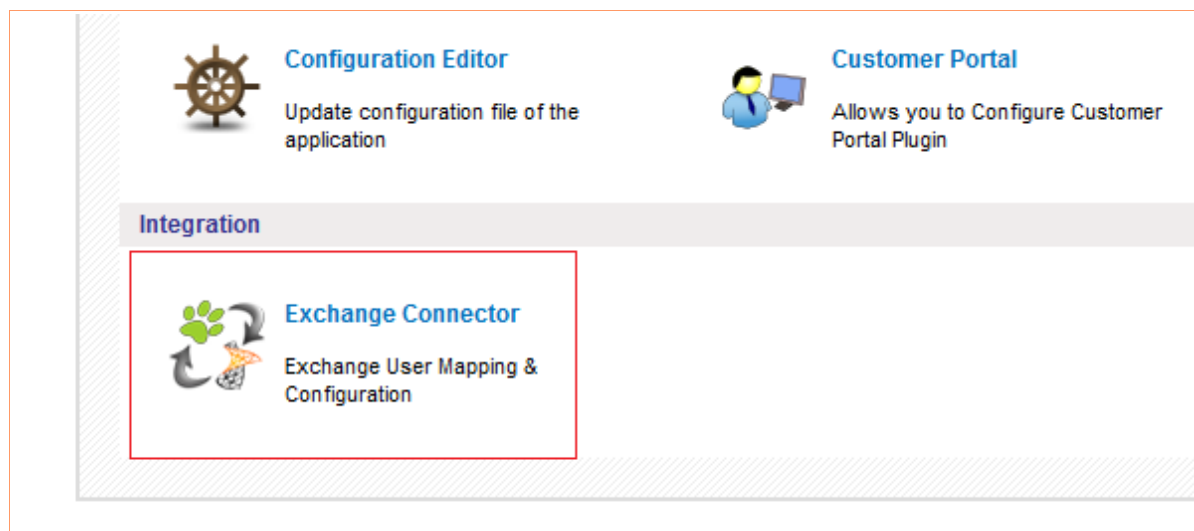 Configuration Editor
Update configuration file of the
application
Customer Portal
Allows you to Configure Customer
Portal Plugin
Integration
Exchange Connector
Exchange User Mapping &
Configuration